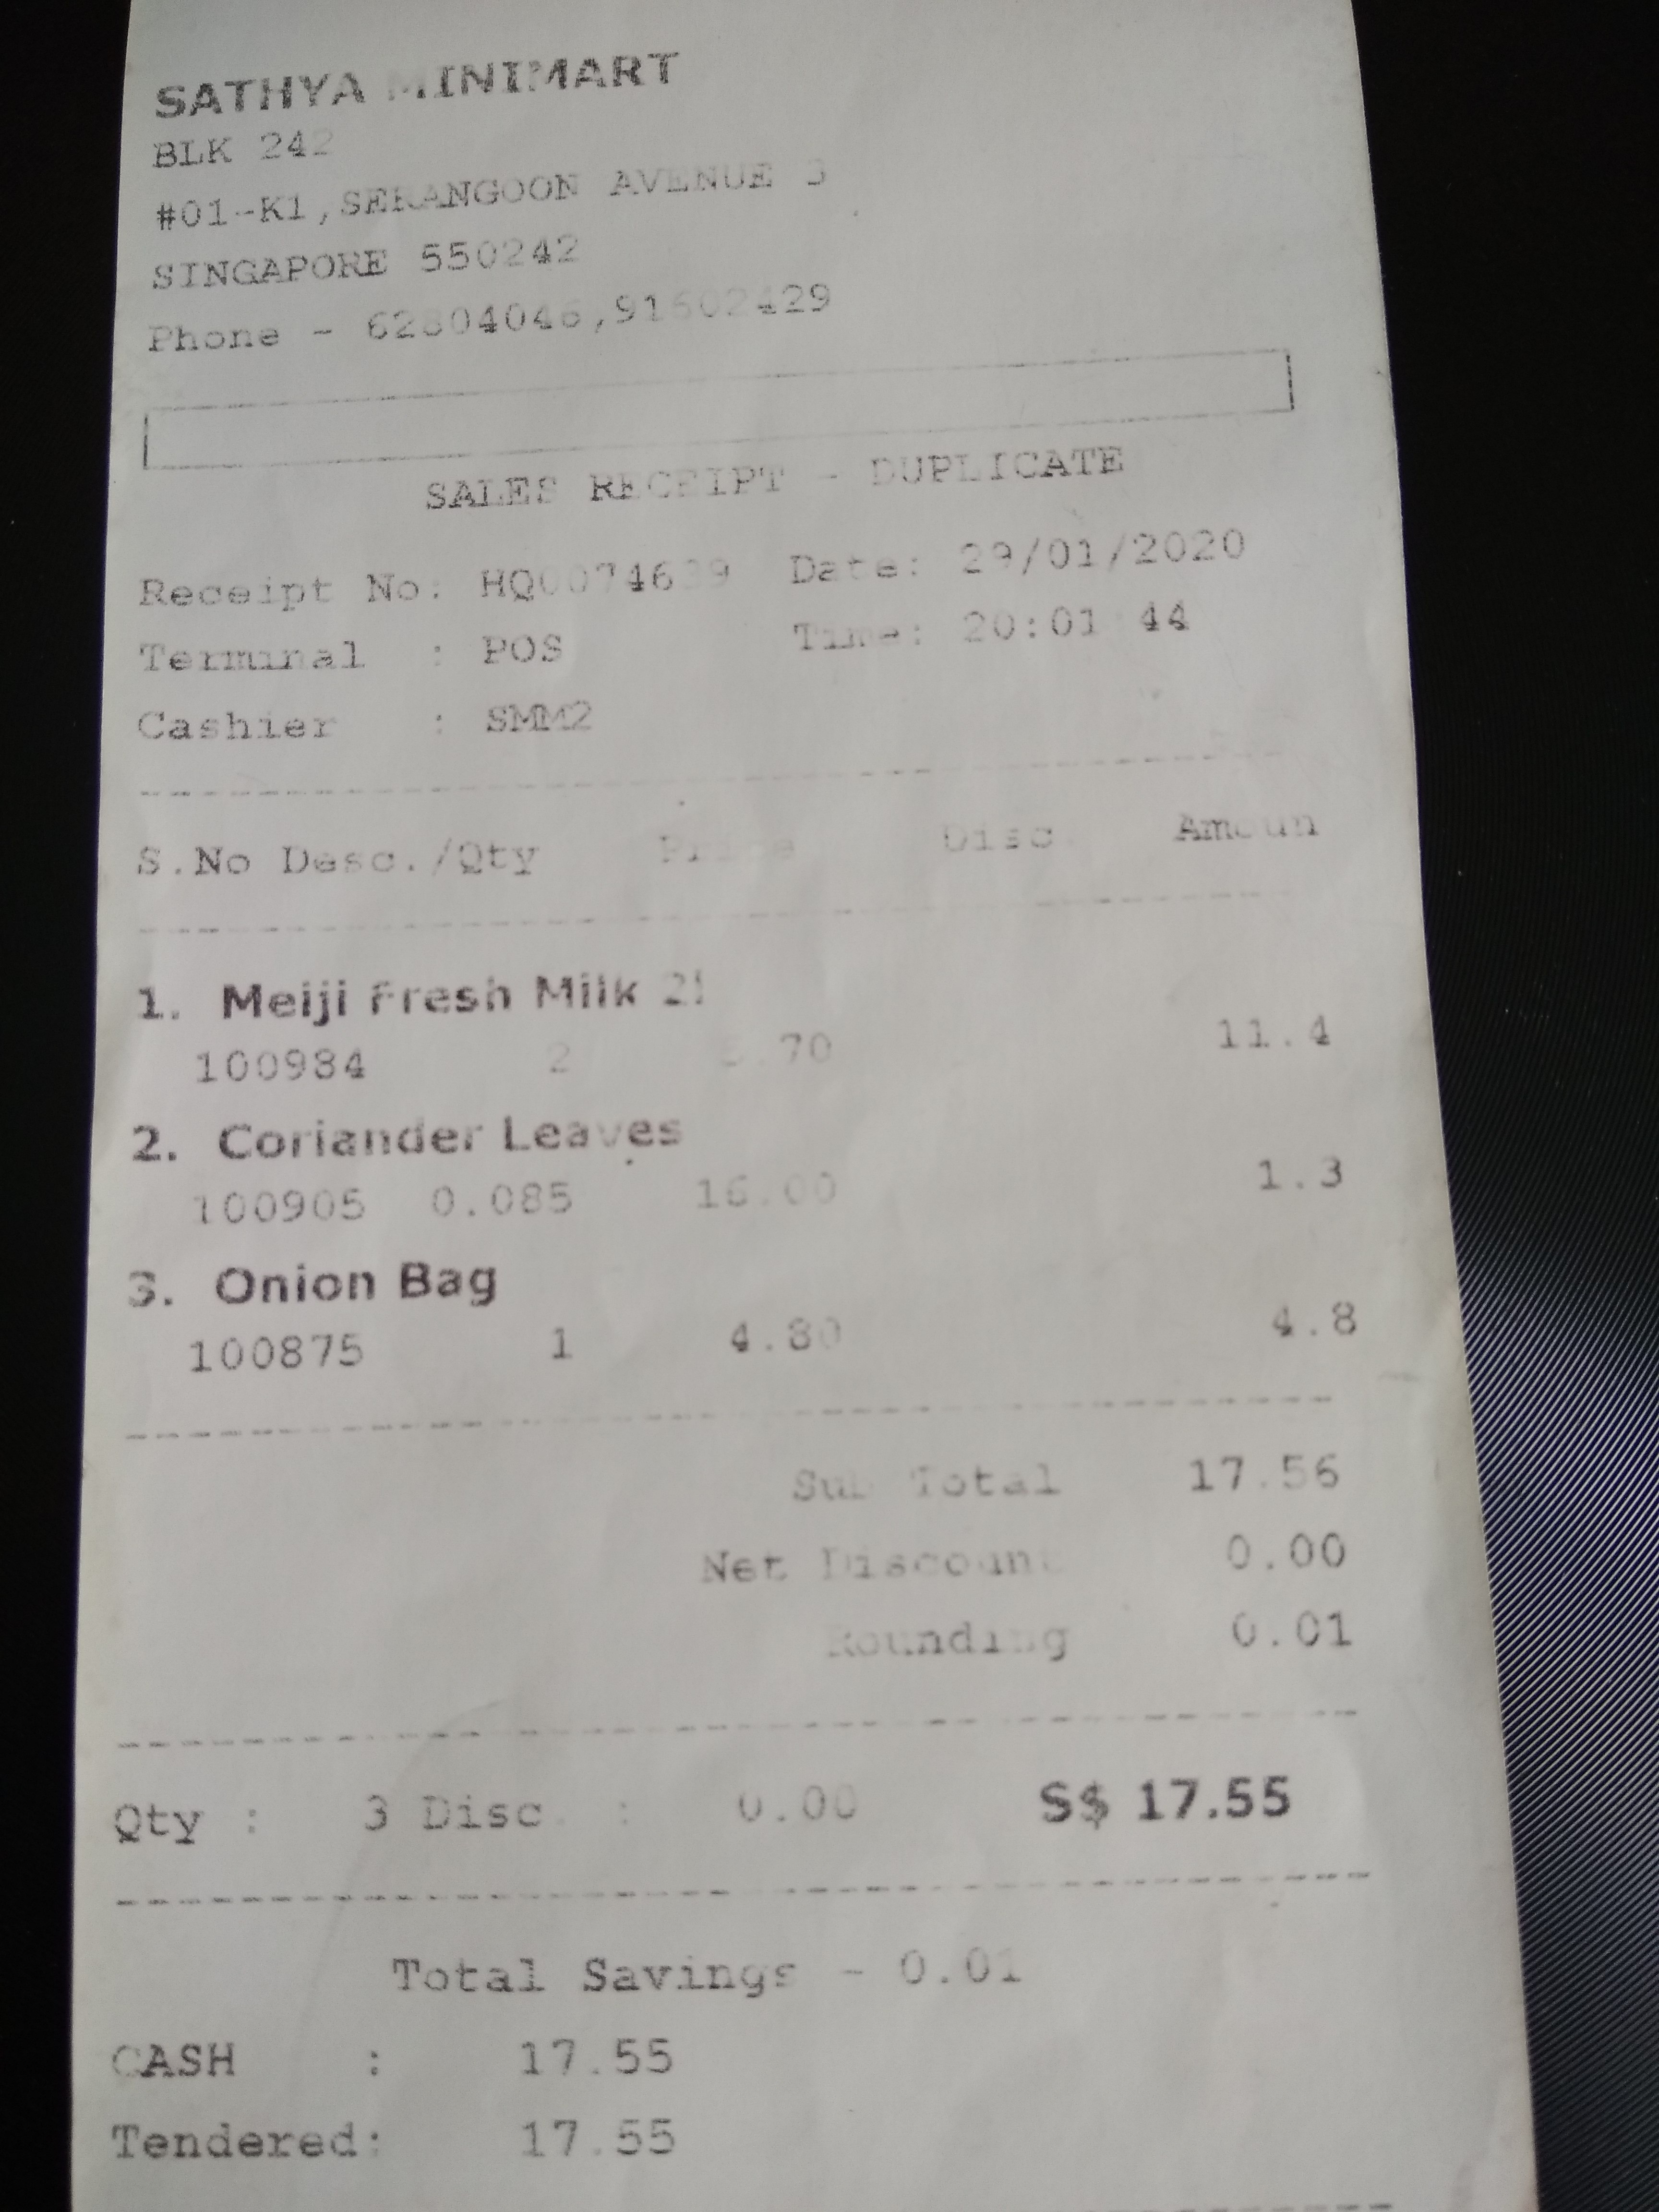 SATHYA MINIMART
BLK 242
#01-K1,SERANGOON AVENUE 3
SINGAPORE 550242
Phone -
SALES RECEIPT - DUPLICATE
Receipt No: Date: 29/01/2020
Terminal : POS Time: 20:01 44
Cashier : SMM2
S.No Desc./Qty Price Disc. Amoun
1. Meiji Fresh Milk 2l
100984 2 5.70 11.4
2. Coriander Leaves
100905 0.085 16.00 1.3
3. Onion Bag
100875 1 4.80 4.8
Sub Total 17.56
Net Discount 0.00
Rounding 0.01
Qty : 3 Disc. : 0.00 S$ 17.55
Total Savings - 0.01
CASH : 17.55
Tendered: 17.55